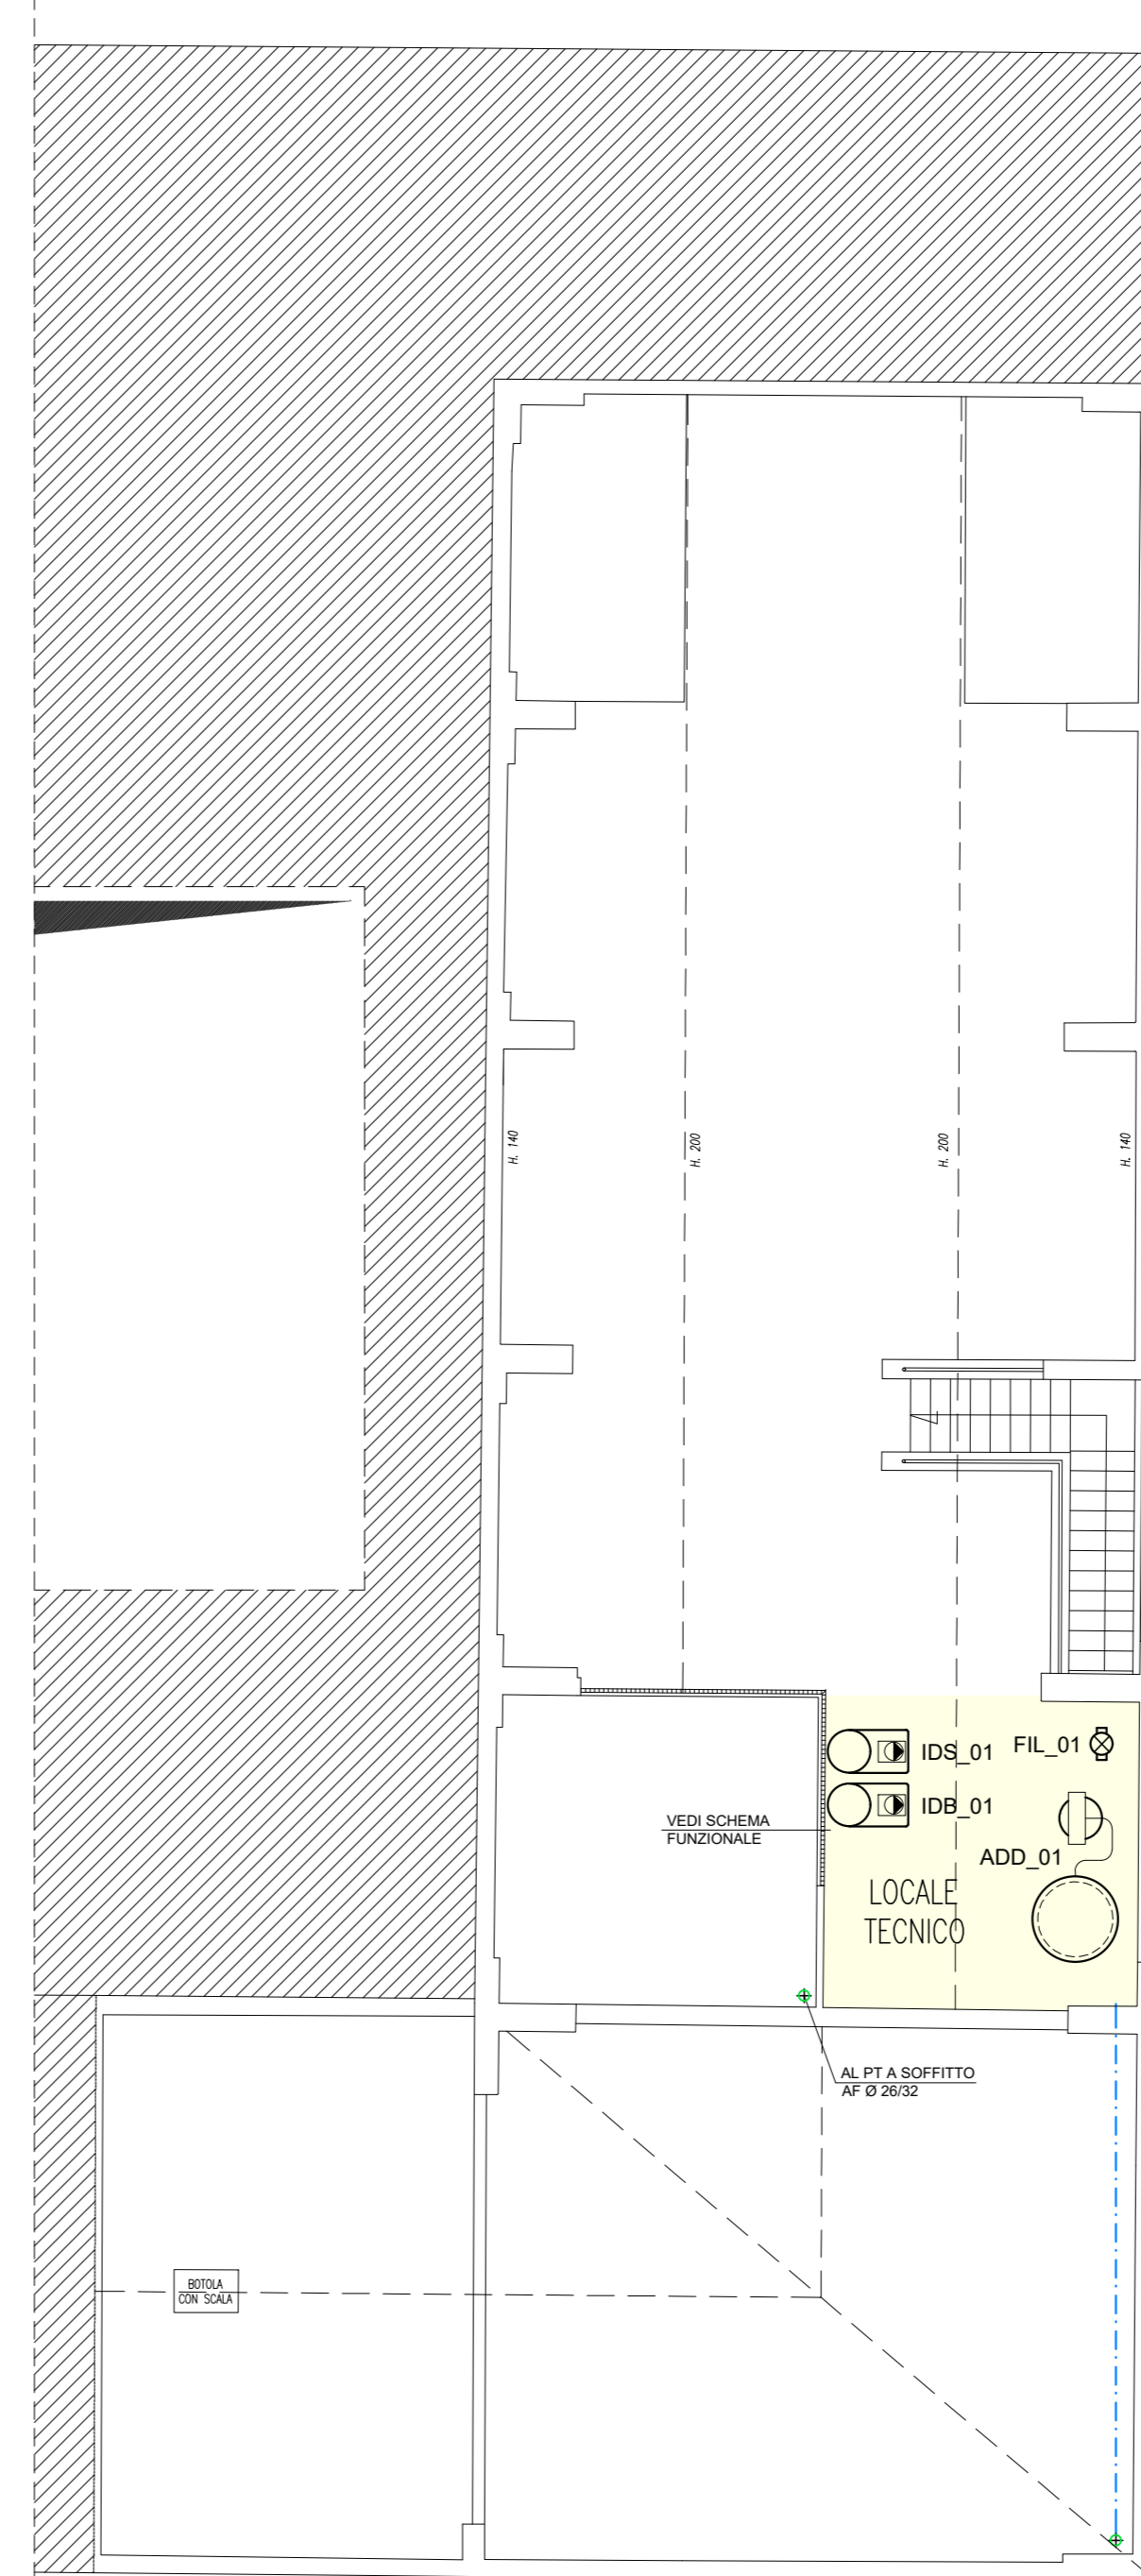 H. 140
H. 200
H. 200
H. 140
IDS_01
FIL_01
IDB_01
VEDI SCHEMA
FUNZIONALE
ADD_01
LOCALE
TECNICO
AL PT A SOFFITTO
AF Ø 26/32
BOTOLA
CON SCALA